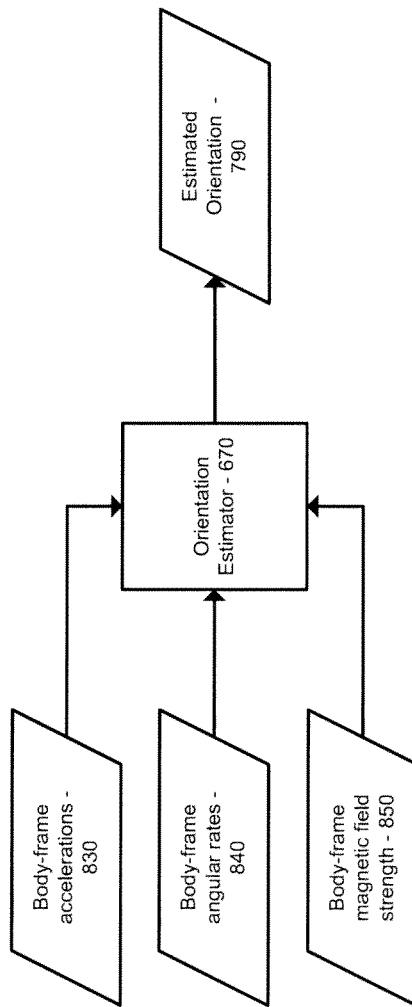 Body-frame
accelerations -
830
Body-frame
angular rates -
840
Body-frame
magnetic field
strength - 850
Orientation
Estimator - 670
Estimated
Orientation -
790